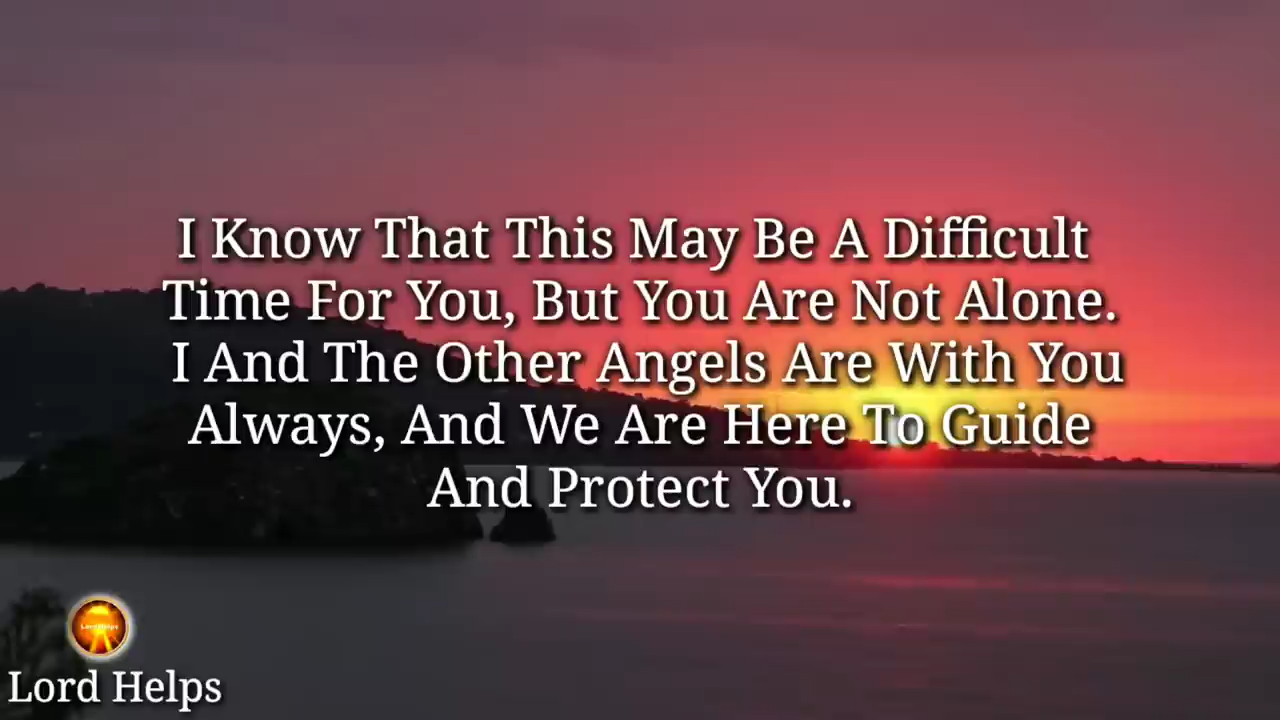 I Know That This May Be A Difficult
Time For You, But You Are Not Alone.
I And The Other Angels Are With You
Always, And We Are Here To Guide
And Protect You.
LordHelps
Lord Helps